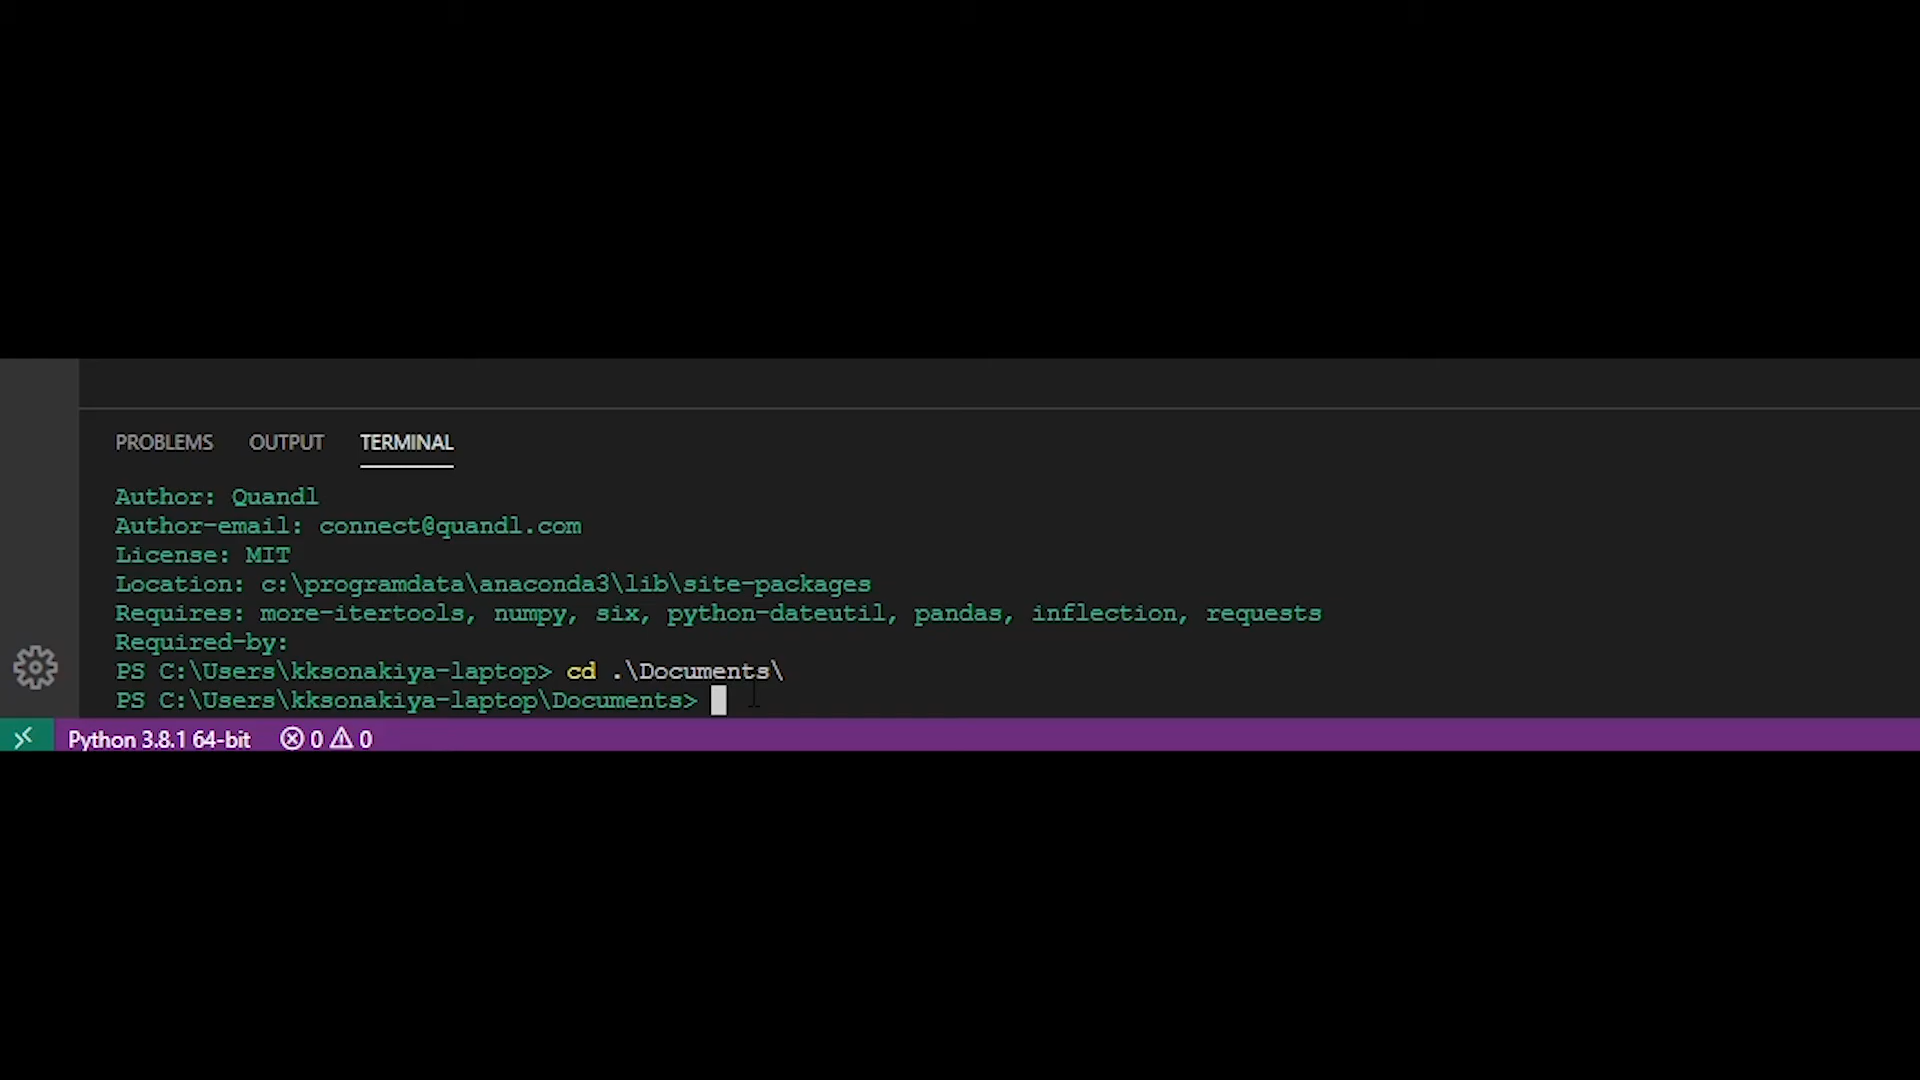 PROBLEMS OUTPUT TERMINAL
Author: Quandl
Author-email: connect@quandl.com
License: MIT
Location: c:\programdata\anaconda3\lib\site-packages
Requires: more-itertools, numpy, six, python-dateutil, pandas, inflection, requests
Required-by:
PS C:\Users\kksonakiya-laptop> cd .\Documents\
PS C:\Users\kksonakiya-laptop\Documents>
Python 3.8.1 64-bit 0 0